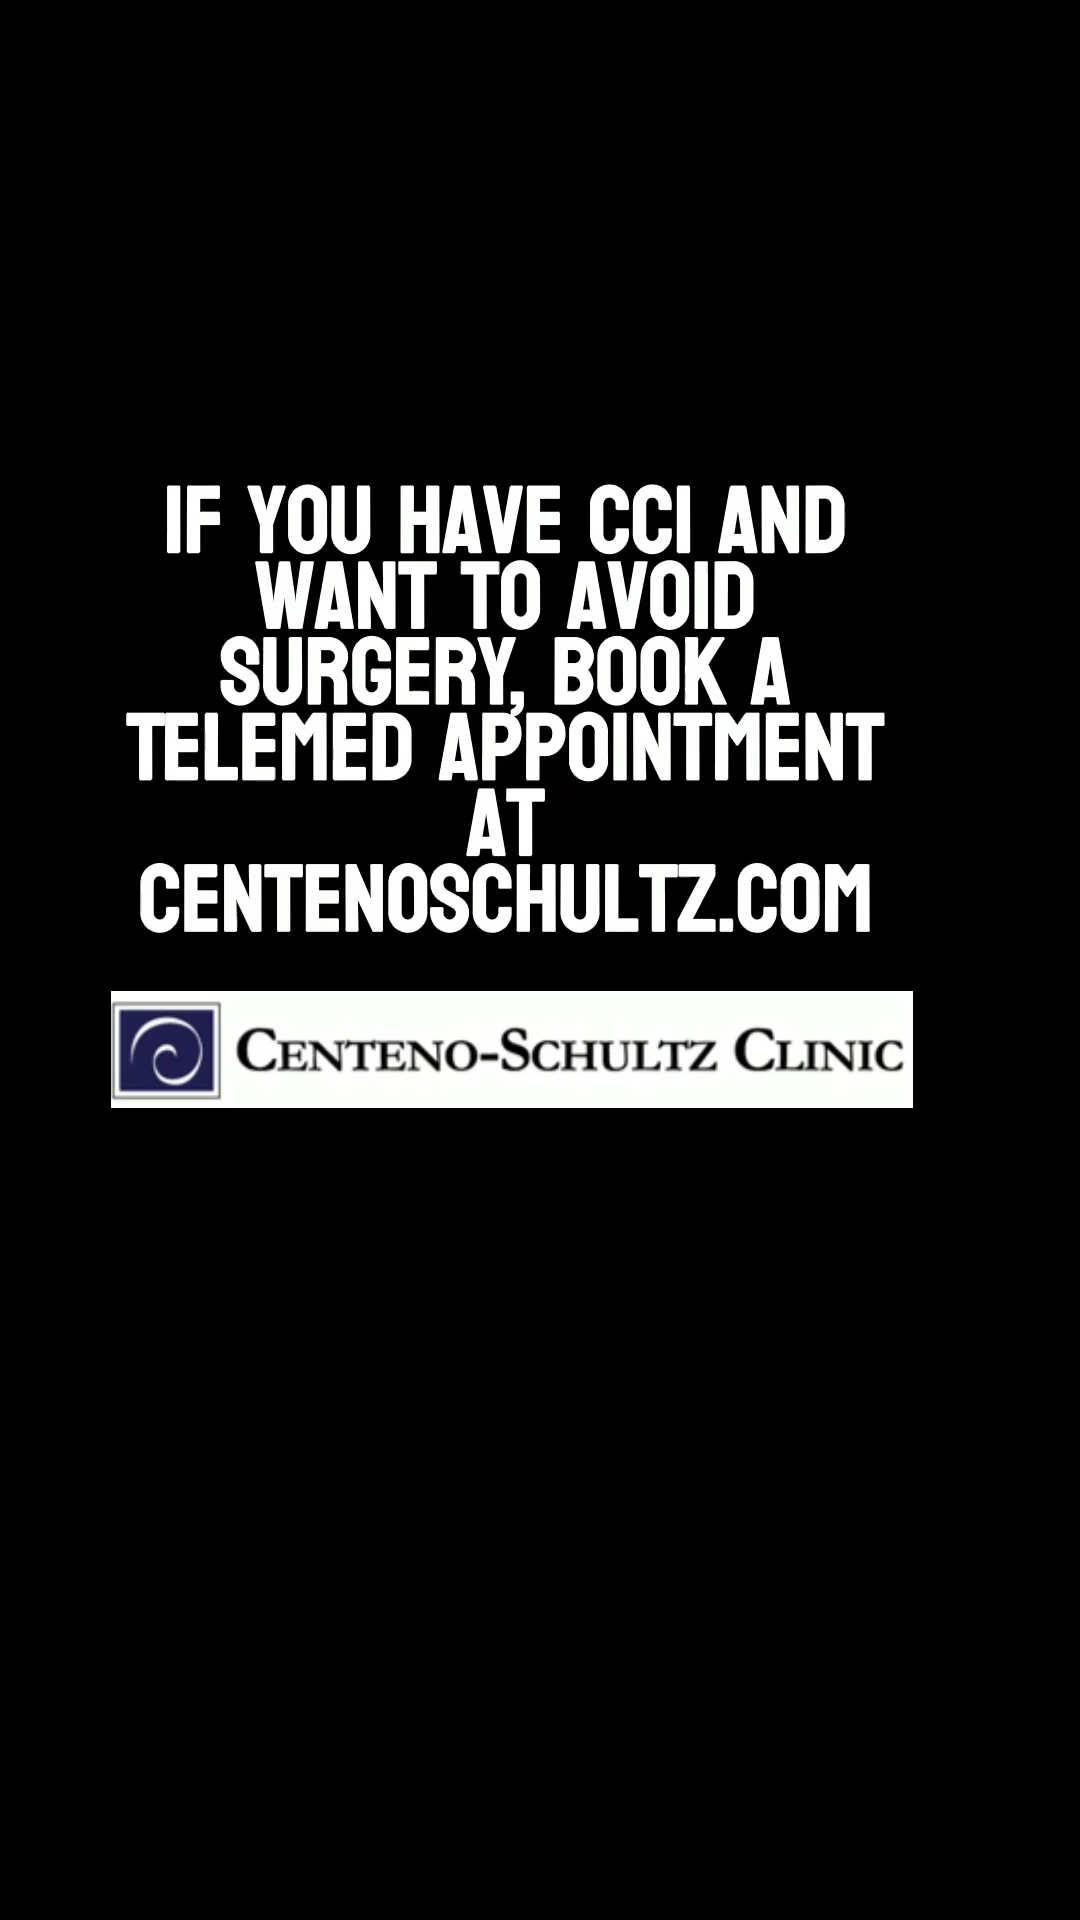 IF YOU HAVE CCI AND
WANT TO AVOID
SURGERY, BOOK A
TELEMED APPOINTMENT
AT
CENTENOSCHULTZ.COM
CENTENO-SCHULTZ CLINIC